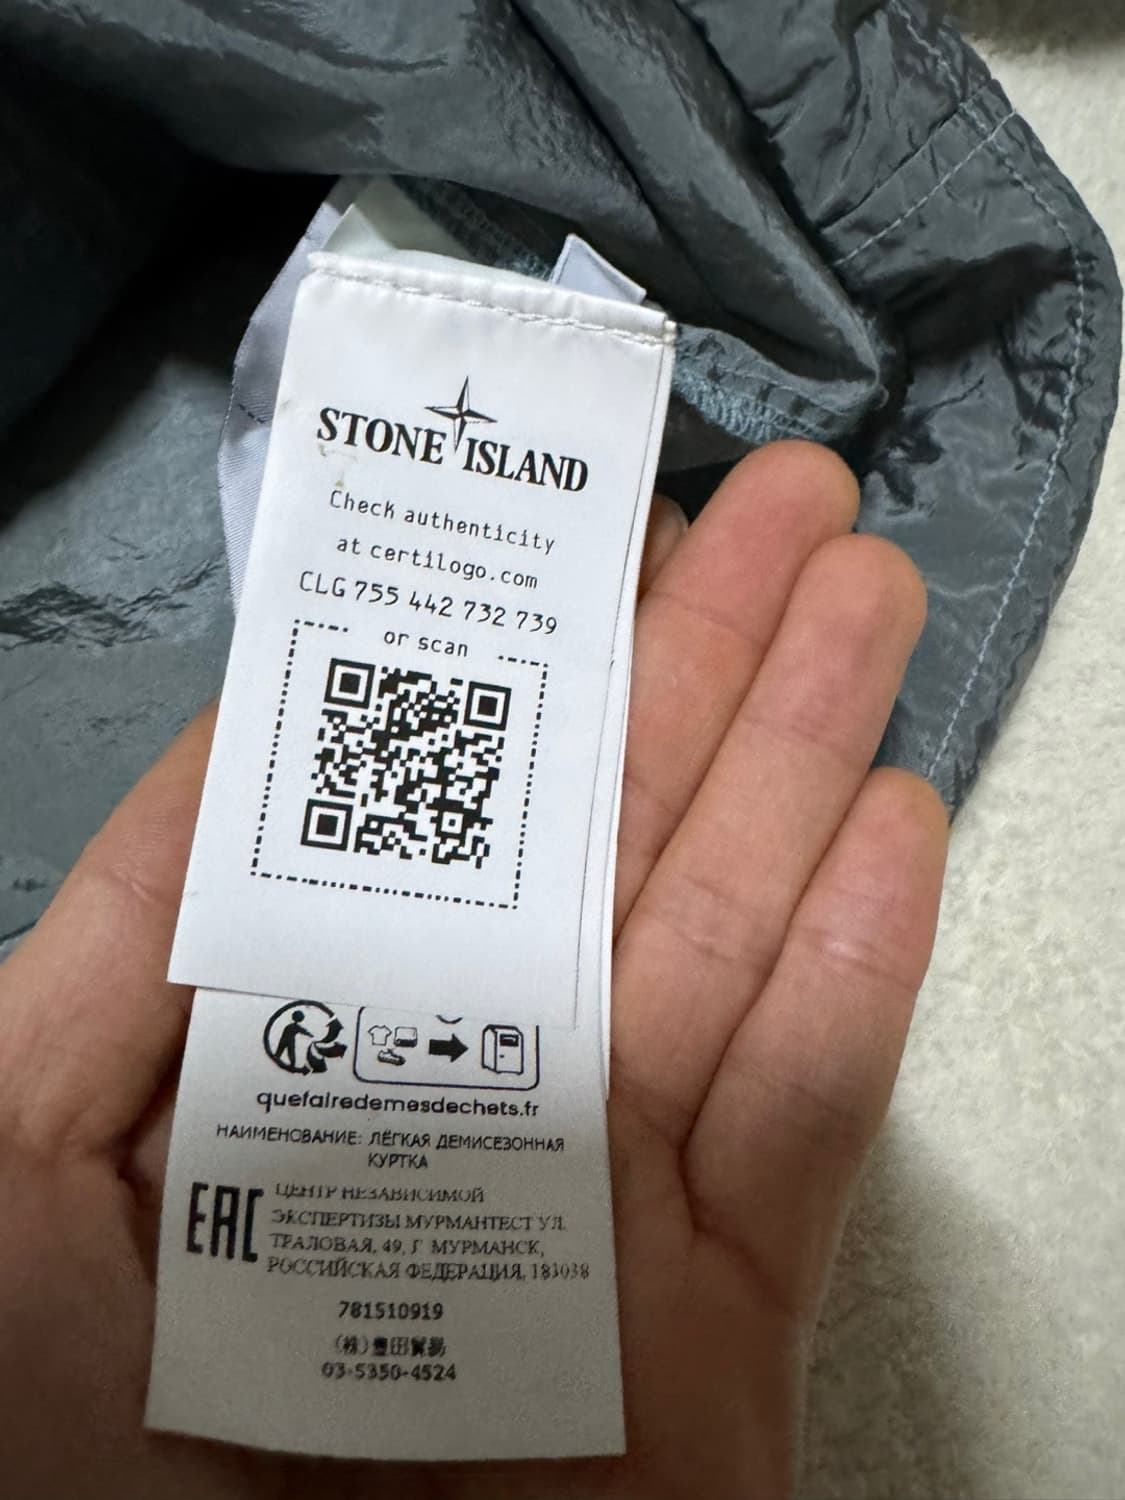 STONE ISLAND
Check authenticity
at certilogo.com
CLG 755 442 732 739
or scan
quefairedemesdechets.fr
НАИМЕНОВАНИЕ: ЛЁГКАЯ ДЕМИСЕЗОННАЯ
КУРТКА
EAC
ЦЕНТР НЕЗАВИСИМОЙ
ЭКСПЕРТИЗЫ МУРМАНТЕСТ УЛ.
ТРАЛОВАЯ, 49, Г. МУРМАНСК,
РОССИЙСКАЯ ФЕДЕРАЦИЯ, 183038
781510919
(株)豊田貿易
03-5350-4524